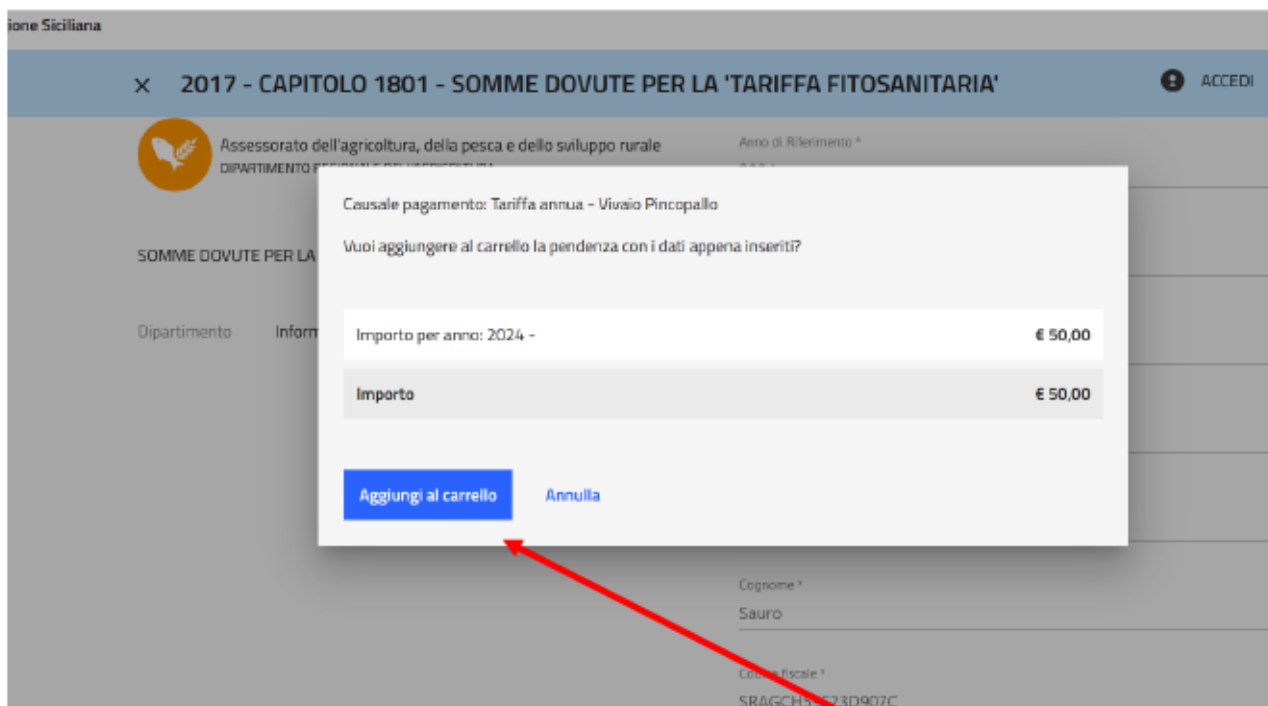 ione Siciliana
× 2017 - CAPITOLO 1801 - SOMME DOVUTE PER LA 'TARIFFA FITOSANITARIA'
ACCEDI
Assessorato dell'agricoltura, della pesca e dello sviluppo rurale
DIPARTIMENTO
Anno di Riferimento *
Causale pagamento: Tariffa annua - Vivaio Pincopallo
Vuoi aggiungere al carrello la pendenza con i dati appena inseriti?
SOMME DOVUTE PER LA
Dipartimento Inform
Importo per anno: 2024 - € 50,00
Importo € 50,00
Aggiungi al carrello Annulla
Cognome *
Sauro
fiscale *